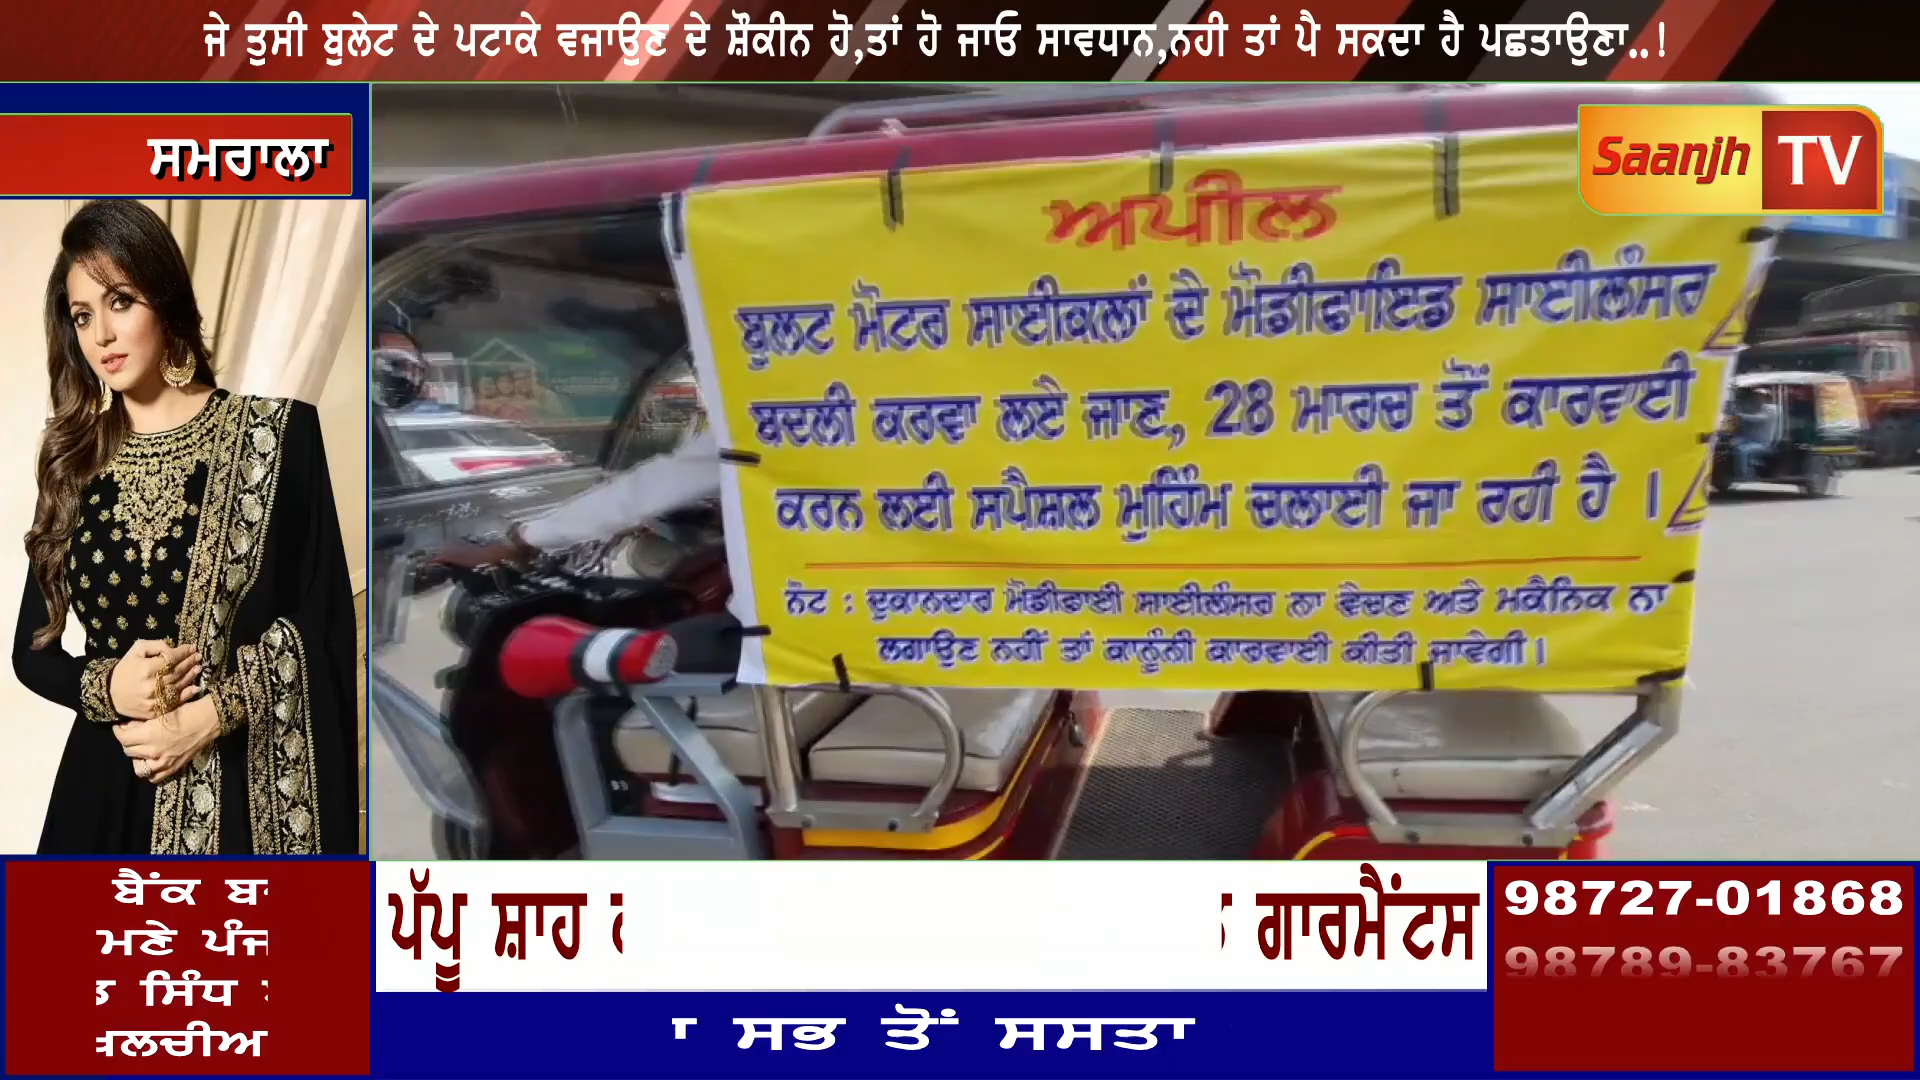 ਜੇ ਤੁਸੀ ਬੁਲੇਟ ਦੇ ਪਟਾਕੇ ਵਜਾਉਣ ਦੇ ਸ਼ੌਕੀਨ ਹੋ,ਤਾਂ ਹੋ ਜਾਓ ਸਾਵਧਾਨ,ਨਹੀ ਤਾਂ ਪੈ ਸਕਦਾ ਹੈ ਪਛਤਾਉਣਾ..!
ਸਮਰਾਲਾ
Saanjh TV
ਅਪੀਲ
ਬੁਲਟ ਮੋਟਰ ਸਾਈਕਲਾਂ ਦੇ ਮੋਡੀਫਾਇਡ ਸਾਈਲੰਸਰ
ਬਦਲੀ ਕਰਵਾ ਲਏ ਜਾਣ, 28 ਮਾਰਚ ਤੋਂ ਕਾਰਵਾਈ
ਕਰਨ ਲਈ ਸਪੈਸ਼ਲ ਮੁਹਿੰਮ ਚਲਾਈ ਜਾ ਰਹੀ ਹੈ ।
ਨੋਟ : ਦੁਕਾਨਦਾਰ ਮੋਡੀਫਾਈ ਸਾਈਲੰਸਰ ਨਾ ਵੇਚਣ ਅਤੇ ਮਕੈਨਿਕ ਨਾ
ਲਗਾਉਣ ਨਹੀਂ ਤਾਂ ਕਾਨੂੰਨੀ ਕਾਰਵਾਈ ਕੀਤੀ ਜਾਵੇਗੀ ।
ਬੈਂਕ
ਮਣੇ
ਸਿੰਧ
ਪੱਪੂ ਸ਼ਾਹ ਗਾਰਮੈਂਟਸ
ਸਭ ਤੋਂ ਸਸਤਾ
98727-01868
98789-83767